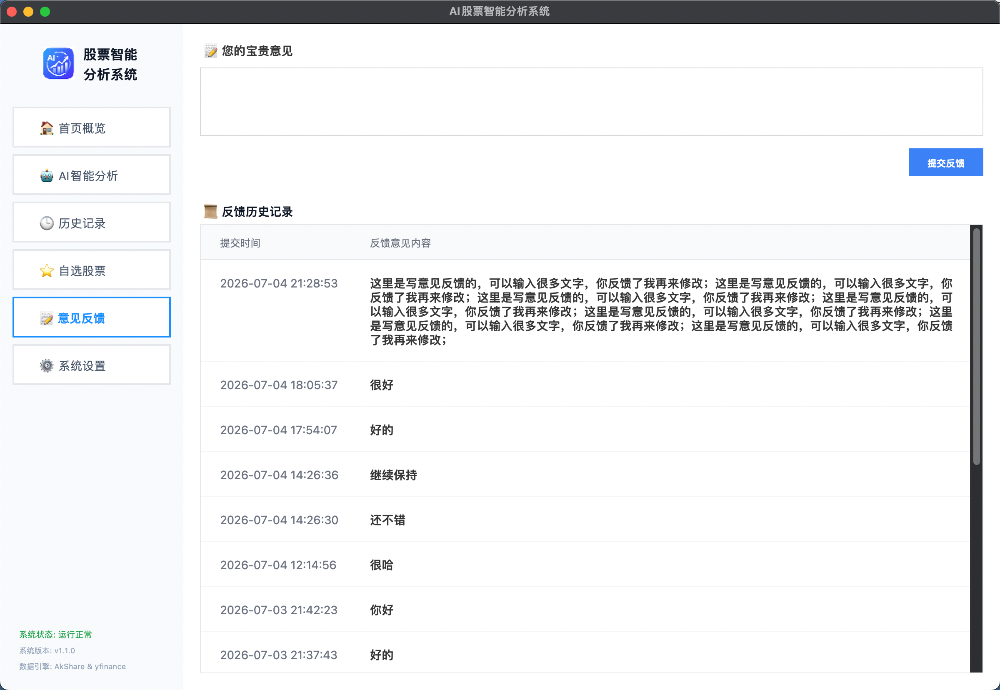 AI股票智能分析系统
AI
股票智能
分析系统
首页概览
AI智能分析
历史记录
自选股票
意见反馈
系统设置
系统状态: 运行正常
系统版本: v1.1.0
数据引擎: AkShare & yfinance
您的宝贵意见
提交反馈
反馈历史记录
提交时间 反馈意见内容
2026-07-04 21:28:53 这里是写意见反馈的，可以输入很多文字，你反馈了我再来修改；这里是写意见反馈的，可以输入很多文字，你
反馈了我再来修改；这里是写意见反馈的，可以输入很多文字，你反馈了我再来修改；这里是写意见反馈的，可
以输入很多文字，你反馈了我再来修改；这里是写意见反馈的，可以输入很多文字，你反馈了我再来修改；这里
是写意见反馈的，可以输入很多文字，你反馈了我再来修改；这里是写意见反馈的，可以输入很多文字，你反馈
了我再来修改；
2026-07-04 18:05:37 很好
2026-07-04 17:54:07 好的
2026-07-04 14:26:36 继续保持
2026-07-04 14:26:30 还不错
2026-07-04 12:14:56 很哈
2026-07-03 21:42:23 你好
2026-07-03 21:37:43 好的